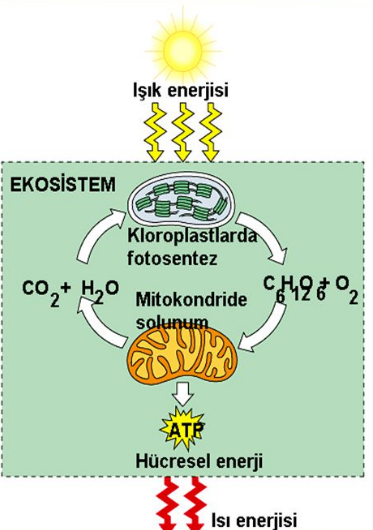 Işık enerjisi
EKOSİSTEM
Kloroplastlarda
fotosentez
CO2 + H2O
C6H12O6 + O2
Mitokondride
solunum
ATP
Hücresel enerji
Isı enerjisi